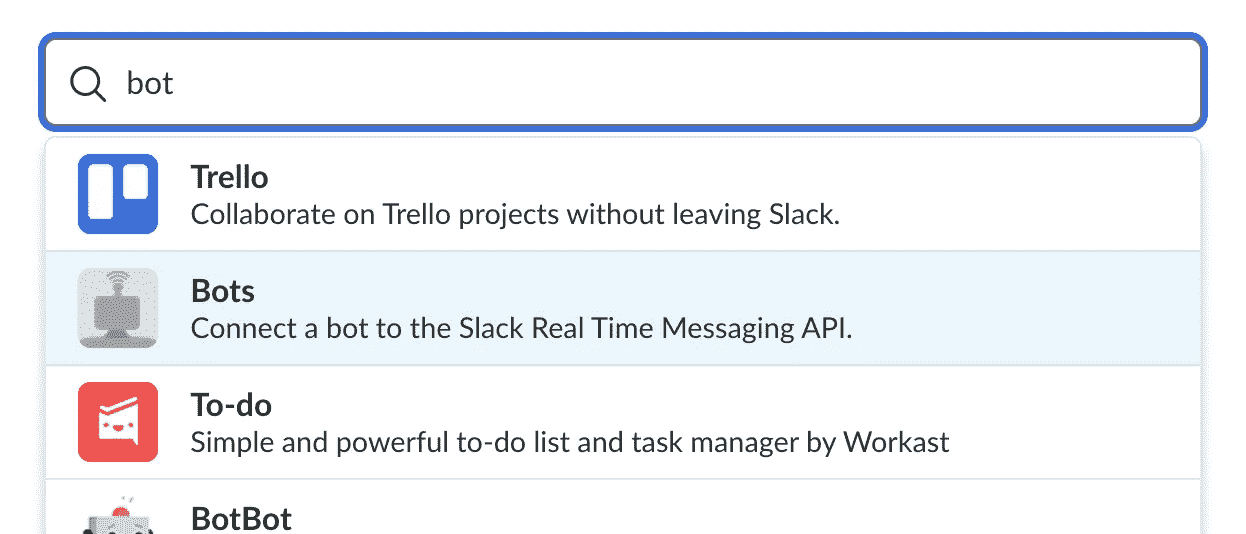 bot
Trello
Collaborate on Trello projects without leaving Slack.
Bots
Connect a bot to the Slack Real Time Messaging API.
To-do
Simple and powerful to-do list and task manager by Workast
BotBot